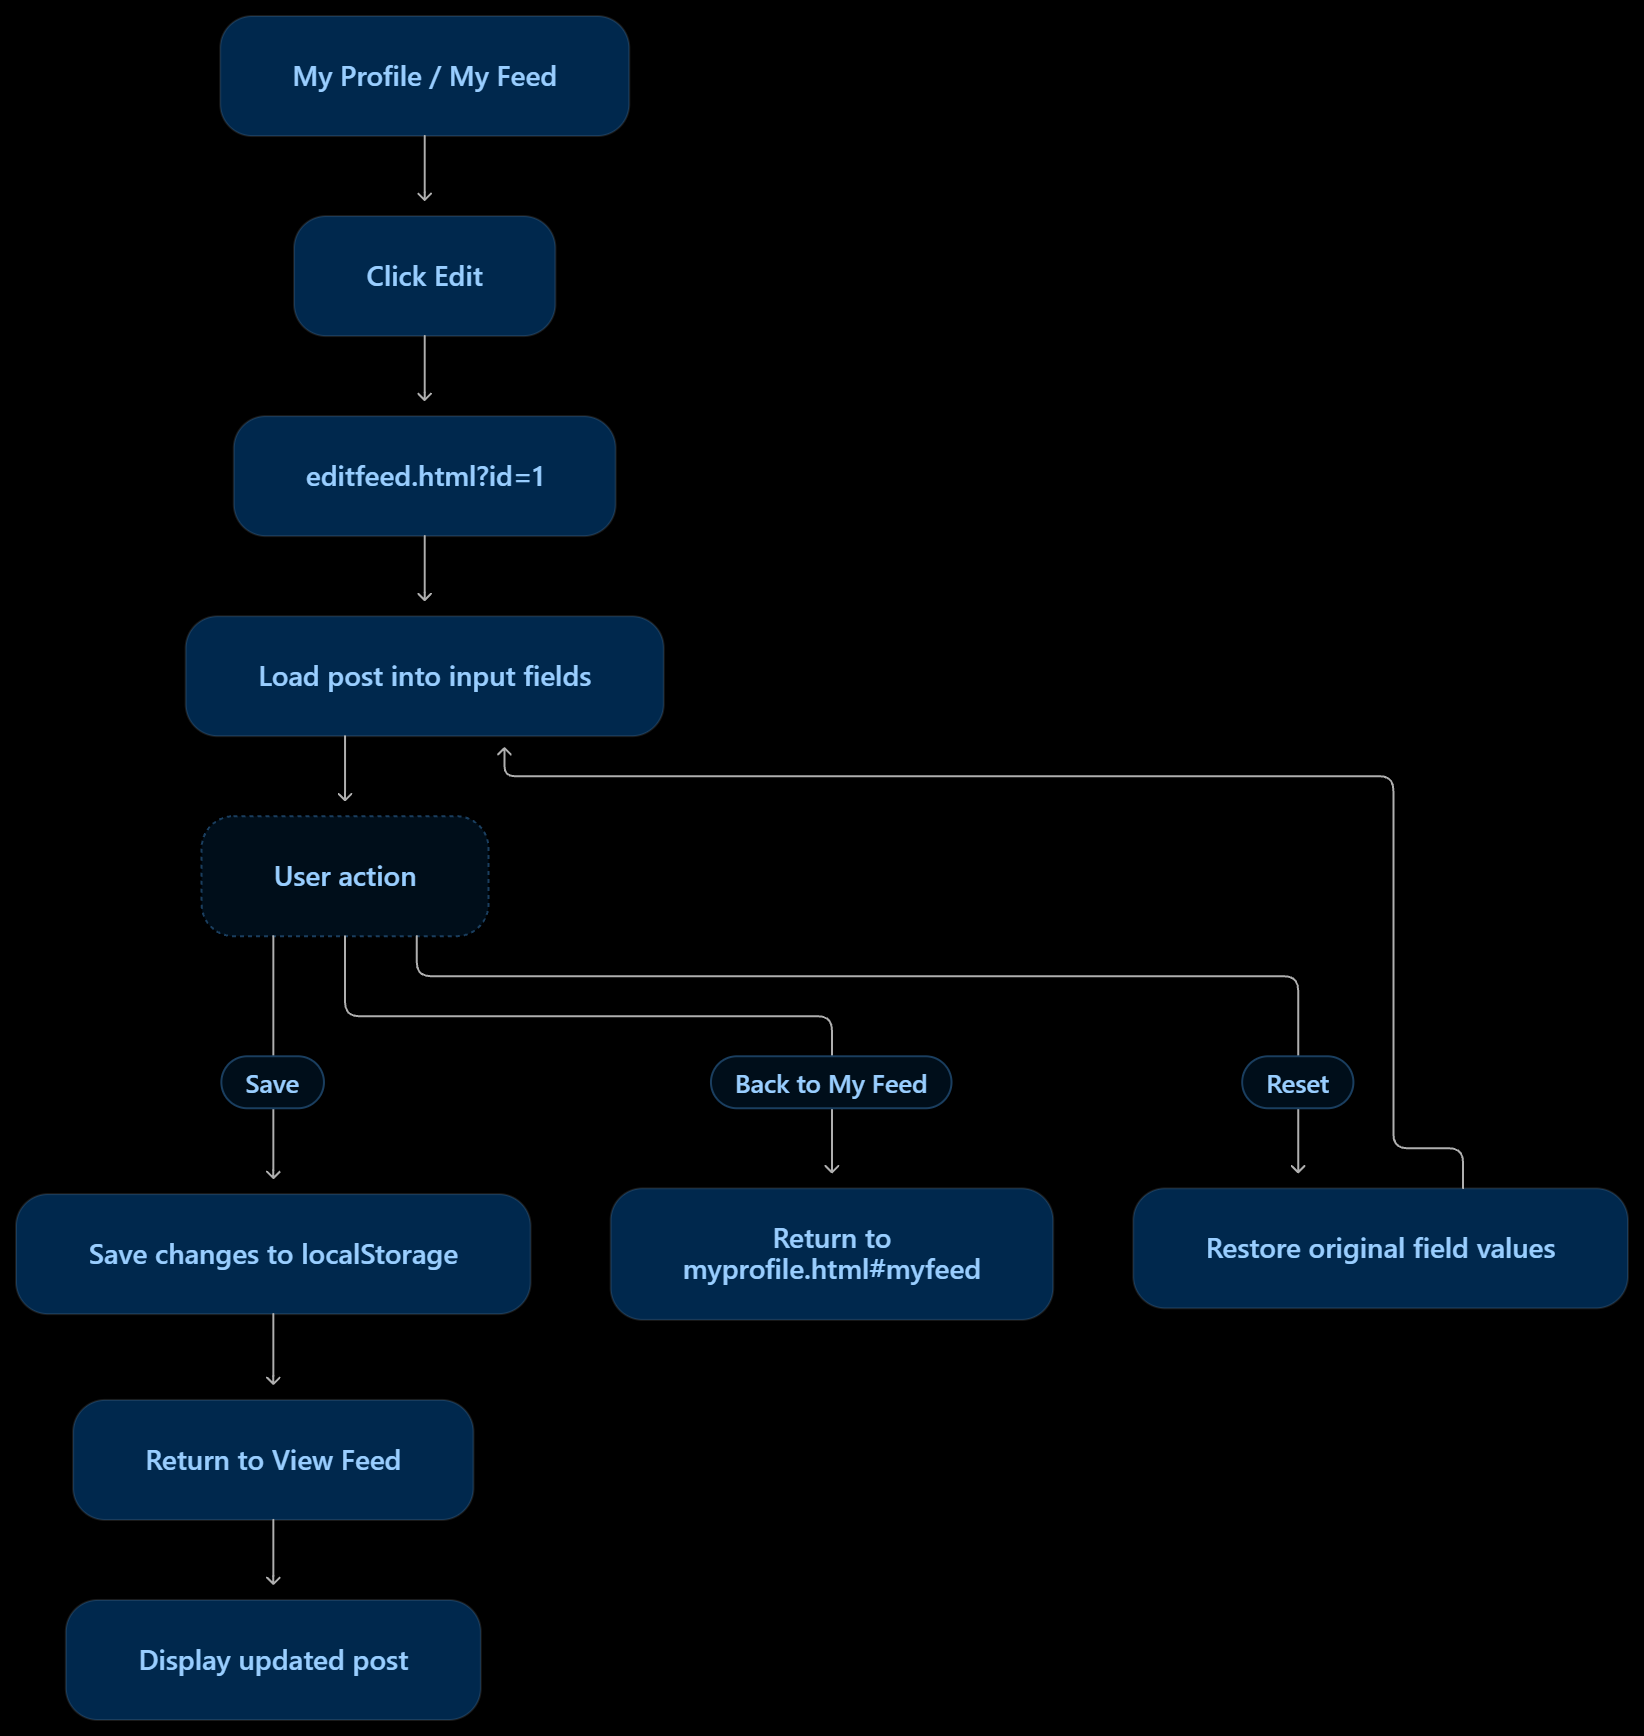 My Profile / My Feed
Click Edit
editfeed.html?id=1
Load post into input fields
User action
Save
Back to My Feed
Reset
Save changes to localStorage
Return to
myprofile.html#myfeed
Restore original field values
Return to View Feed
Display updated post